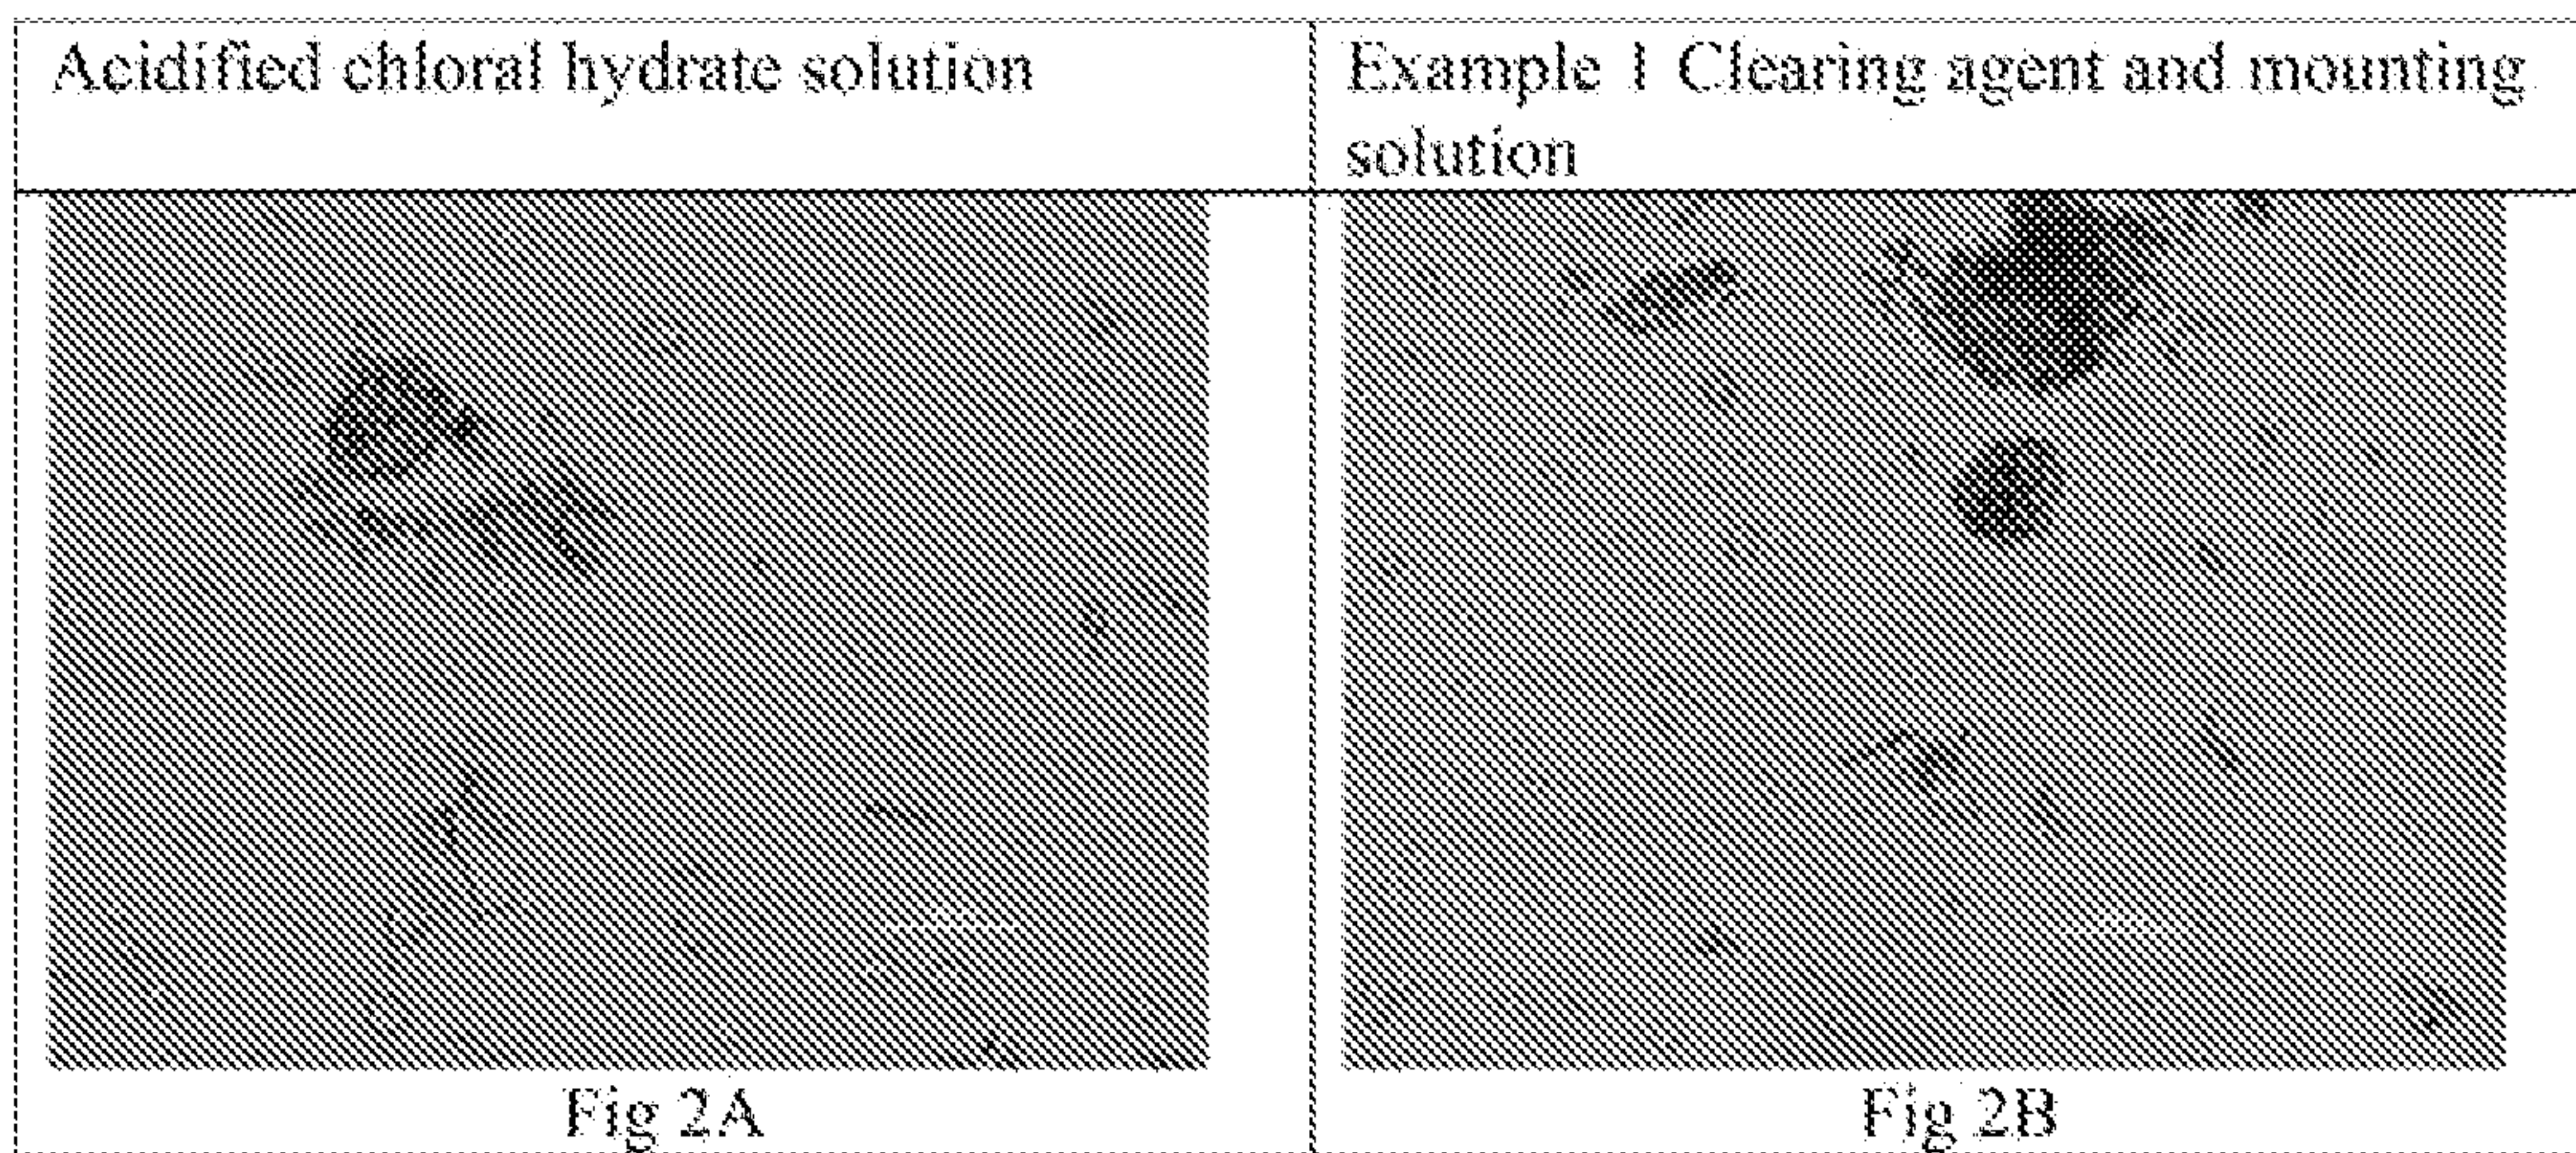 Acidified chloral hydrate solution
Example 1 Clearing agent and mounting
solution
Fig 2A
Fig 2B